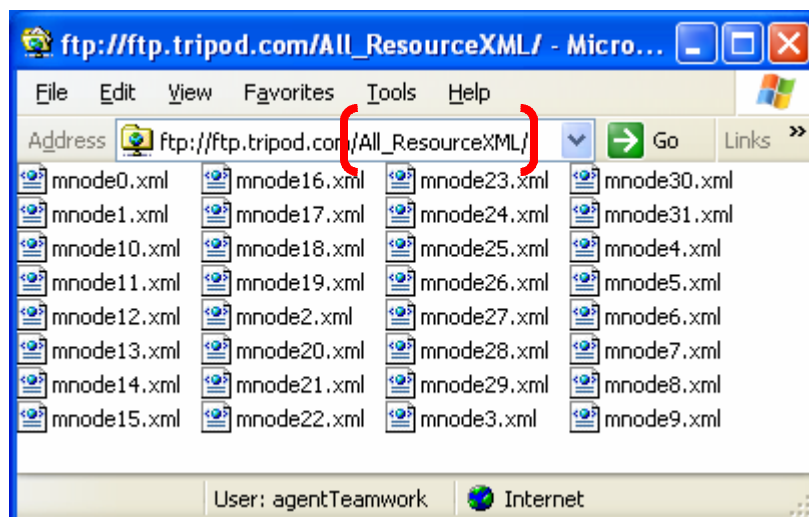 ftp://ftp.tripod.com/All_ResourceXML/ - Micro...
File Edit View Favorites Tools Help
Address ftp://ftp.tripod.com/All_ResourceXML/ Go Links »
mnode0.xml mnode16.xml mnode23.xml mnode30.xml
mnode1.xml mnode17.xml mnode24.xml mnode31.xml
mnode10.xml mnode18.xml mnode25.xml mnode4.xml
mnode11.xml mnode19.xml mnode26.xml mnode5.xml
mnode12.xml mnode2.xml mnode27.xml mnode6.xml
mnode13.xml mnode20.xml mnode28.xml mnode7.xml
mnode14.xml mnode21.xml mnode29.xml mnode8.xml
mnode15.xml mnode22.xml mnode3.xml mnode9.xml
User: agentTeamwork Internet